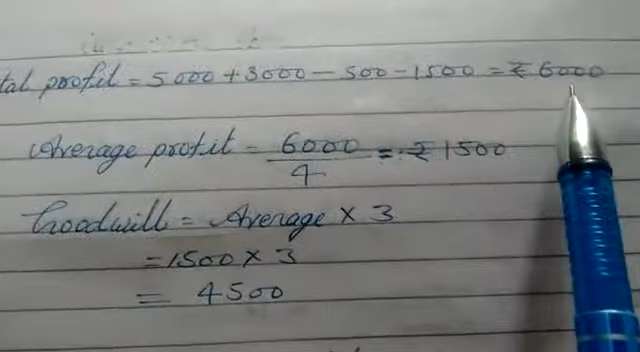 tal profit = 5000 + 3000 - 500 - 1500 = ₹ 6000
Average profit = 6000 / 4 = ₹ 1500
Goodwill = Average × 3
= 1500 × 3
= 4500